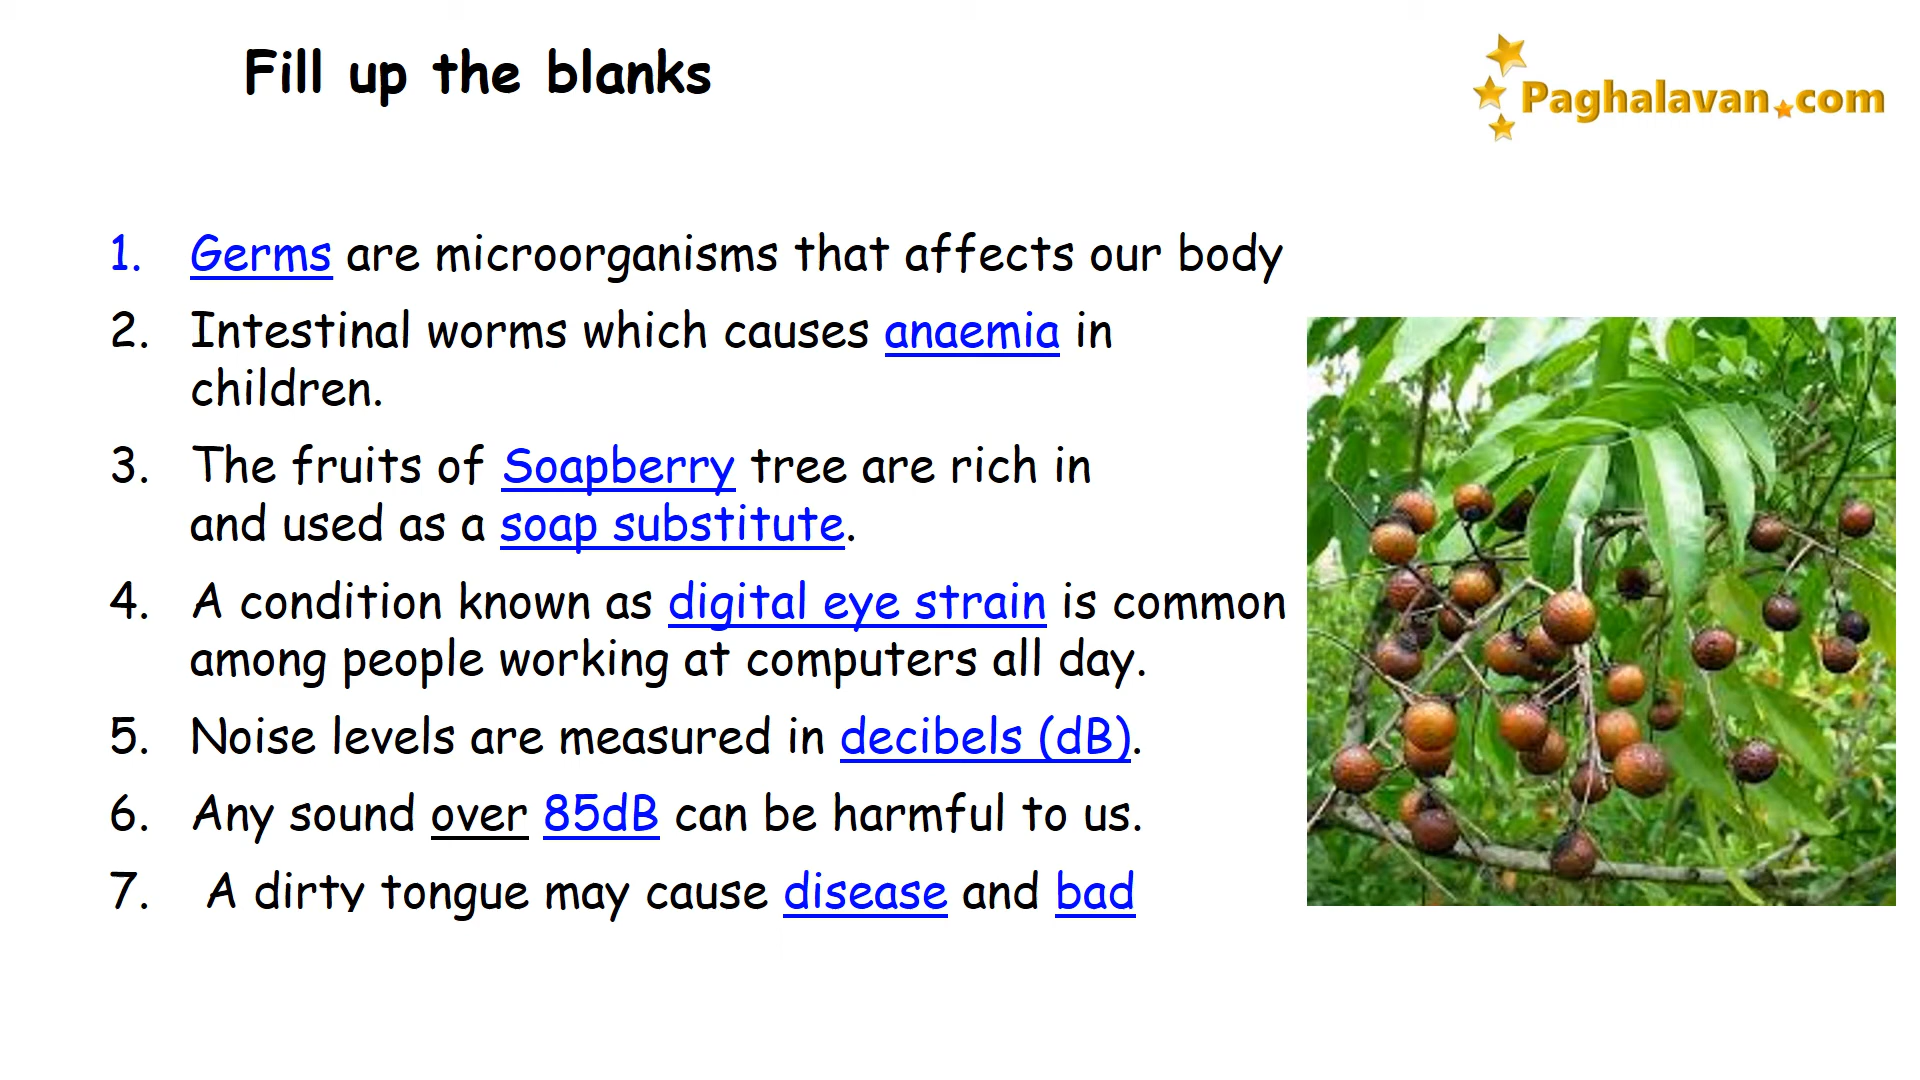 Fill up the blanks
Paghalavan.com
1. Germs are microorganisms that affects our body
2. Intestinal worms which causes anaemia in
children.
3. The fruits of Soapberry tree are rich in
and used as a soap substitute.
4. A condition known as digital eye strain is common
among people working at computers all day.
5. Noise levels are measured in decibels (dB).
6. Any sound over 85dB can be harmful to us.
7. A dirty tongue may cause disease and bad